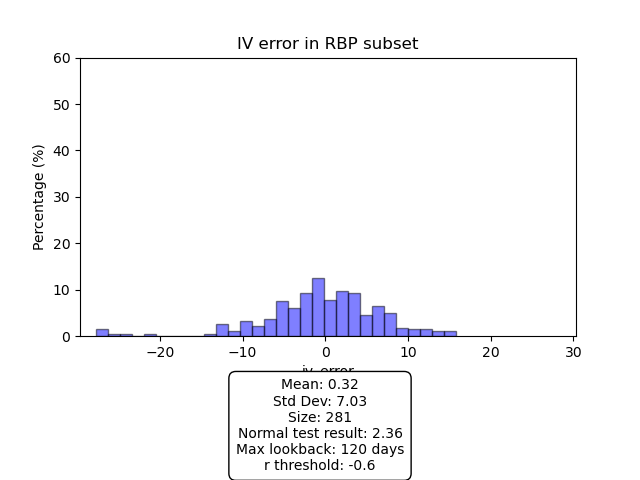 IV error in RBP subset
Percentage (%)
60
50
40
30
20
10
0
−20 −10 0 10 20 30
iv_error
Mean: 0.32
Std Dev: 7.03
Size: 281
Normal test result: 2.36
Max lookback: 120 days
r threshold: -0.6